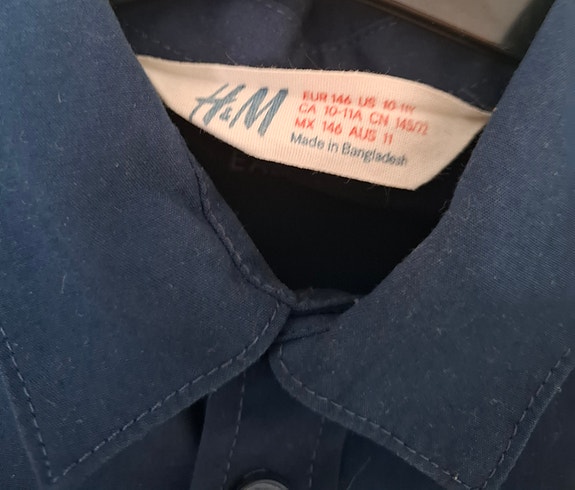 H&M
EUR 146 US 10-11Y
CA 10-11A CN 145/72
MX 146 AUS 11
Made in Bangladesh